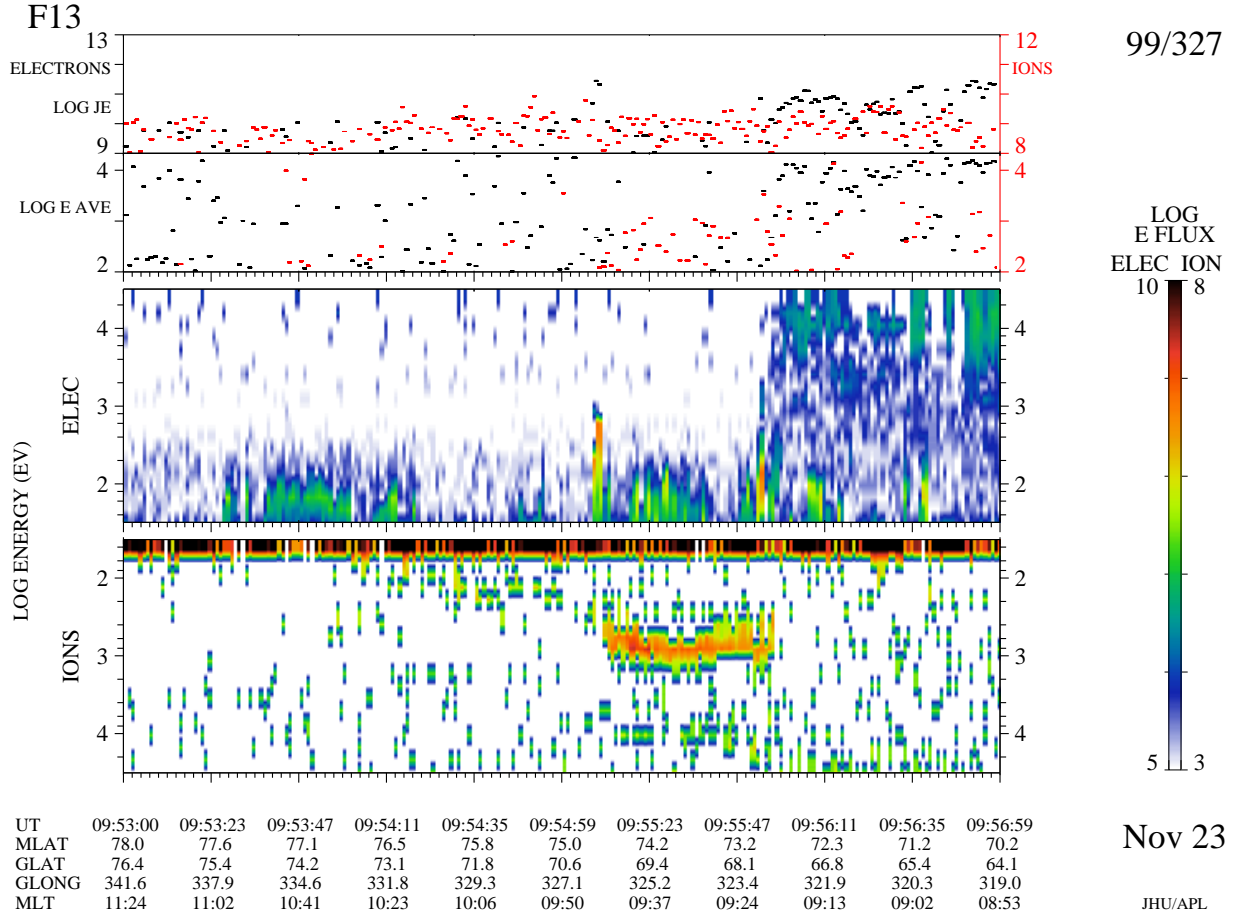 F13
99/327
13
12
ELECTRONS
IONS
LOG JE
9
8
4
4
LOG E AVE
2
2
LOG
E FLUX
ELEC ION
10 8
4
4
ELEC
3
3
2
2
LOG ENERGY (EV)
2
2
IONS
3
3
4
4
5 3
UT 09:53:00 09:53:23 09:53:47 09:54:11 09:54:35 09:54:59 09:55:23 09:55:47 09:56:11 09:56:35 09:56:59
MLAT 78.0 77.6 77.1 76.5 75.8 75.0 74.2 73.2 72.3 71.2 70.2
GLAT 76.4 75.4 74.2 73.1 71.8 70.6 69.4 68.1 66.8 65.4 64.1
GLONG 341.6 337.9 334.6 331.8 329.3 327.1 325.2 323.4 321.9 320.3 319.0
MLT 11:24 11:02 10:41 10:23 10:06 09:50 09:37 09:24 09:13 09:02 08:53
Nov 23
JHU/APL